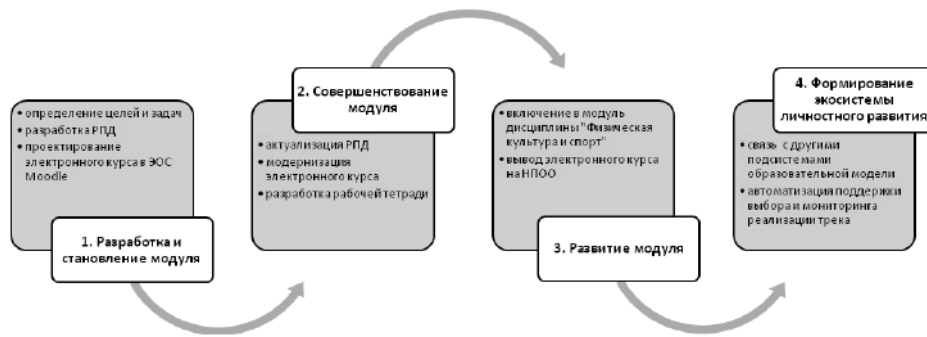 • определение целей и задач
• разработка РПД
• проектирование
электронного курса в ЭОС
Moodle
1. Разработка и
становление модуля
2. Совершенствование
модуля
• актуализация РПД
• модернизация
электронного курса
• разработка рабочей тетради
• включение в модуль
дисциплины "Физическая
культура и спорт"
• вывод электронного курса
на НПОО
3. Развитие модуля
4. Формирование
экосистемы
личностного развития
• связь с другими
подсистемами
образовательной модели
• автоматизация поддержки
выбора и мониторинга
реализации трека